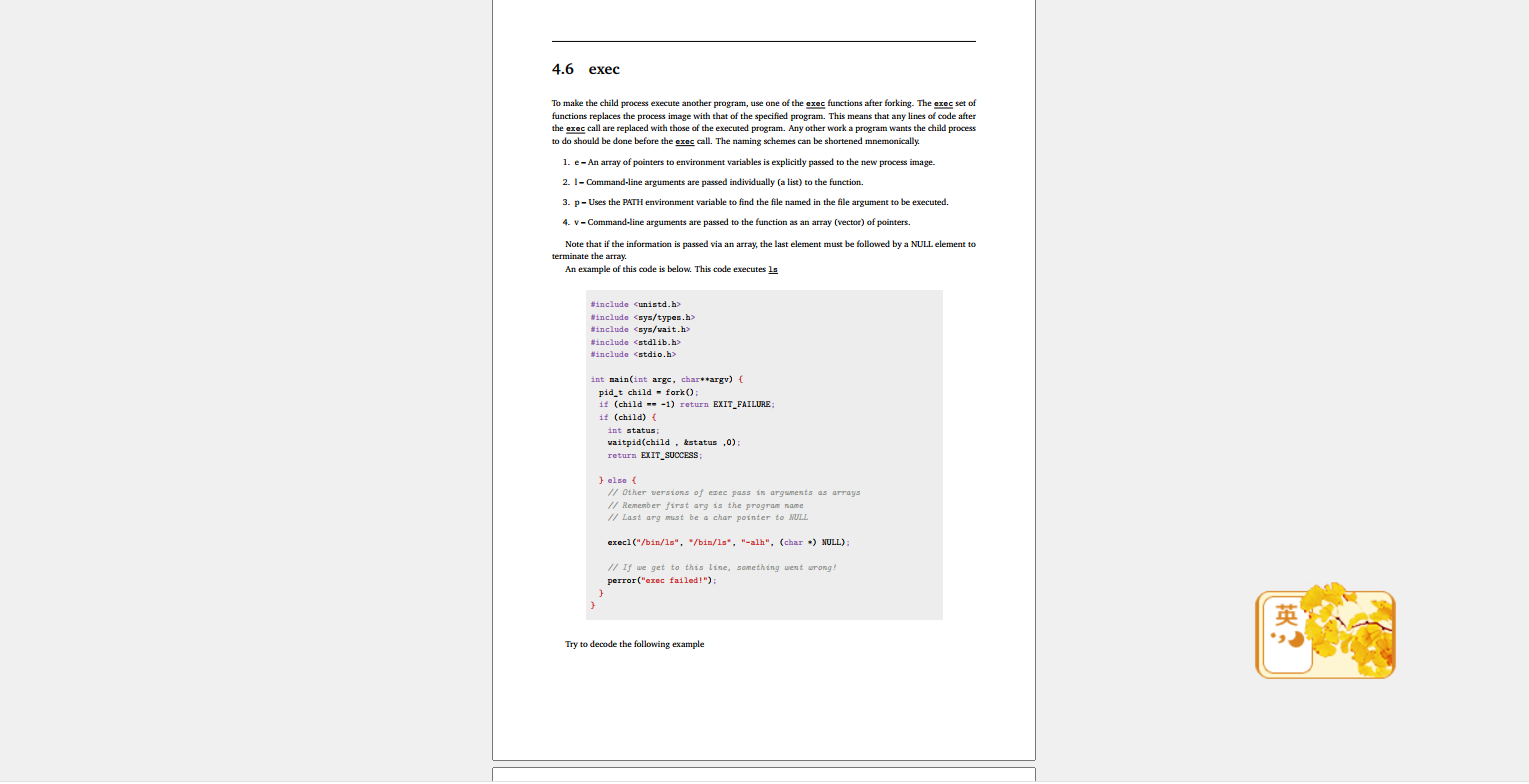 4.6 exec
To make the child process execute another program, use one of the exec functions after forking. The exec set of
functions replaces the process image with that of the specified program. This means that any lines of code after
the exec call are replaced with those of the executed program. Any other work a program wants the child process
to do should be done before the exec call. The naming schemes can be shortened mnemonically.
1. e – An array of pointers to environment variables is explicitly passed to the new process image.
2. l – Command-line arguments are passed individually (a list) to the function.
3. p – Uses the PATH environment variable to find the file named in the file argument to be executed.
4. v – Command-line arguments are passed to the function as an array (vector) of pointers.
Note that if the information is passed via an array, the last element must be followed by a NULL element to
terminate the array.
An example of this code is below. This code executes ls
#include <unistd.h>
#include <sys/types.h>
#include <sys/wait.h>
#include <stdlib.h>
#include <stdio.h>
int main(int argc, char**argv) {
pid_t child = fork();
if (child == -1) return EXIT_FAILURE;
if (child) {
int status;
waitpid(child , &status ,0);
return EXIT_SUCCESS;
} else {
// Other versions of exec pass in arguments as arrays
// Remember first arg is the program name
// Last arg must be a char pointer to NULL
execl("/bin/ls", "/bin/ls", "-alh", (char *) NULL);
// If we get to this line, something went wrong!
perror("exec failed!");
}
}
Try to decode the following example
英